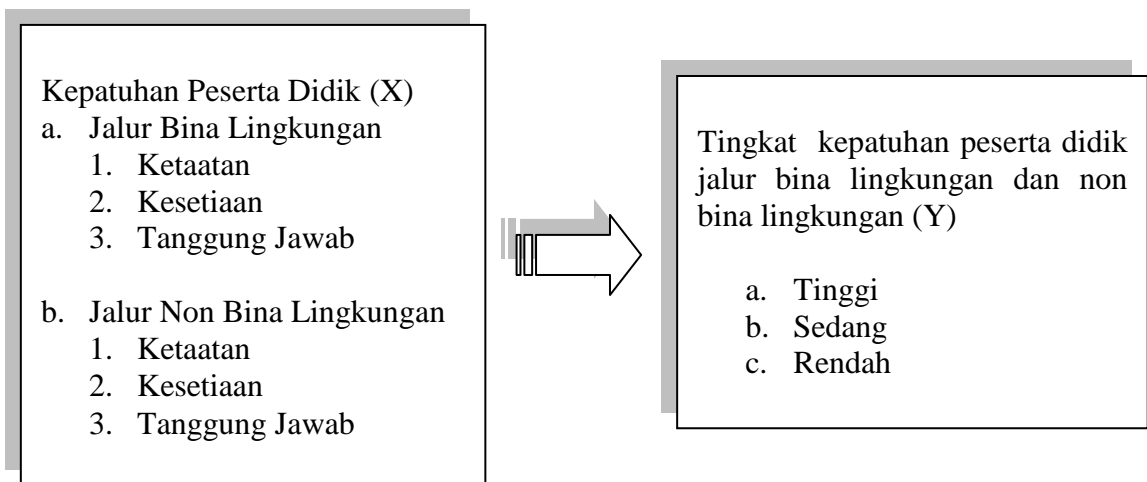 Kepatuhan Peserta Didik (X)
a. Jalur Bina Lingkungan
1. Ketaatan
2. Kesetiaan
3. Tanggung Jawab
b. Jalur Non Bina Lingkungan
1. Ketaatan
2. Kesetiaan
3. Tanggung Jawab
Tingkat kepatuhan peserta didik
jalur bina lingkungan dan non
bina lingkungan (Y)
a. Tinggi
b. Sedang
c. Rendah